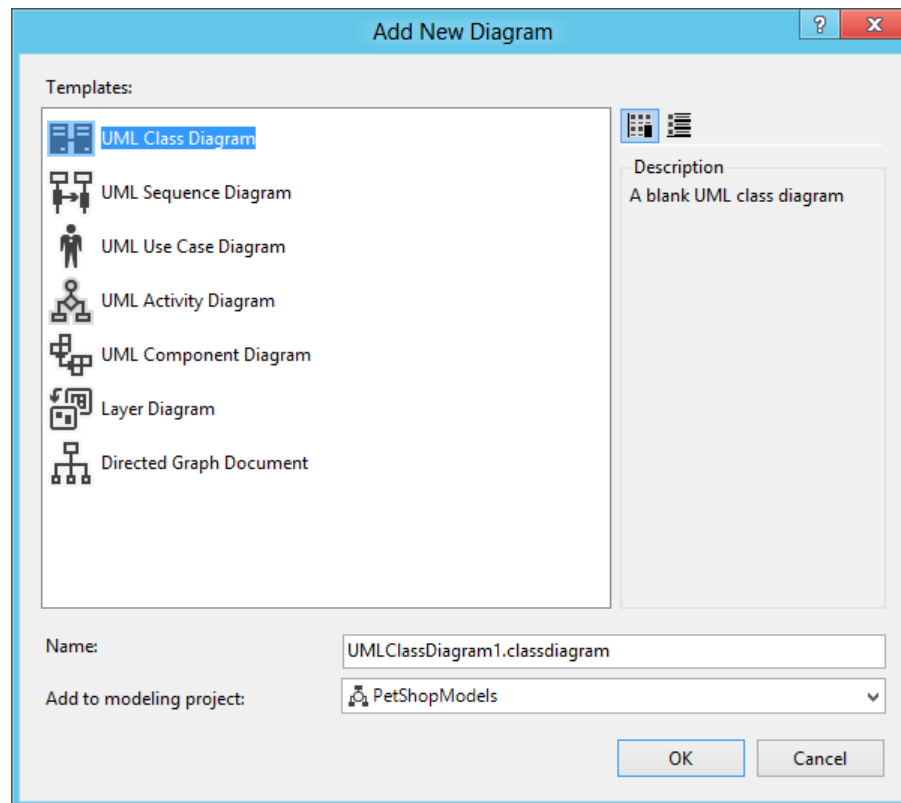 Add New Diagram
?
x
Templates:
UML Class Diagram
UML Sequence Diagram
UML Use Case Diagram
UML Activity Diagram
UML Component Diagram
Layer Diagram
Directed Graph Document
Description
A blank UML class diagram
Name:
UMLClassDiagram1.classdiagram
Add to modeling project:
PetShopModels
OK
Cancel